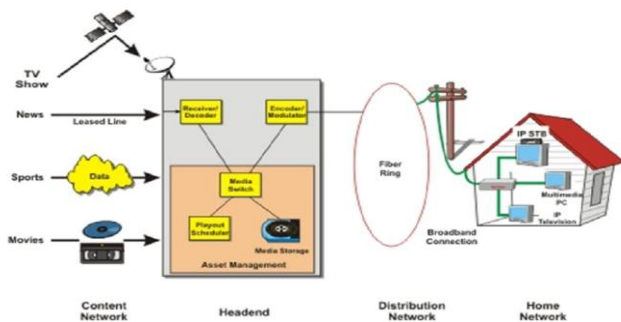 TV
Show
News
Leased Line
Sports
Data
Movies
Receiver/
Decoder
Encoder/
Modulator
Media
Switch
Playout
Scheduler
Media Storage
Asset Management
Fiber
Ring
IP STB
Multimedia
PC
IP
Television
Broadband
Connection
Content
Network
Headend
Distribution
Network
Home
Network